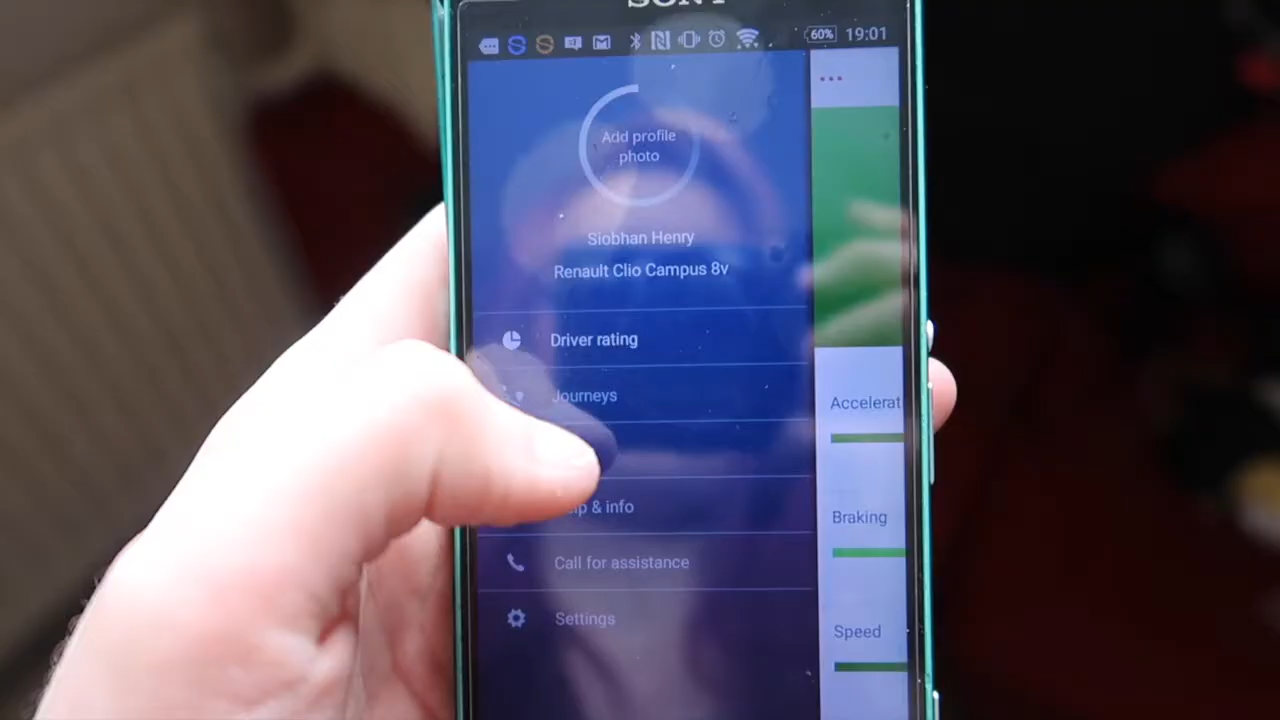 SONY
60% 19:01
Add profile
photo
Siobhan Henry
Renault Clio Campus 8v
Driver rating
Journeys
& info
Call for assistance
Settings
Accelerat
Braking
Speed